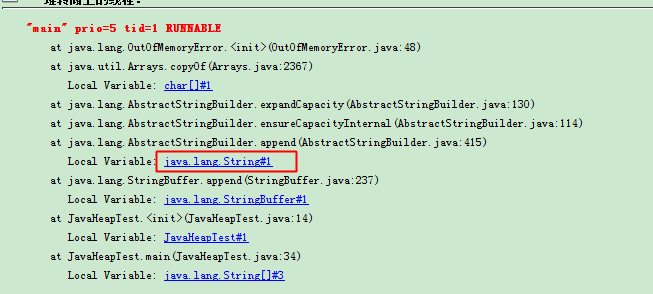 "main" prio=5 tid=1 RUNNABLE
at java.lang.OutOfMemoryError.<init>(OutOfMemoryError.java:48)
at java.util.Arrays.copyOf(Arrays.java:2367)
Local Variable: char[]#1
at java.lang.AbstractStringBuilder.expandCapacity(AbstractStringBuilder.java:130)
at java.lang.AbstractStringBuilder.ensureCapacityInternal(AbstractStringBuilder.java:114)
at java.lang.AbstractStringBuilder.append(AbstractStringBuilder.java:415)
Local Variable: java.lang.String#1
at java.lang.StringBuffer.append(StringBuffer.java:237)
Local Variable: java.lang.StringBuffer#1
at JavaHeapTest.<init>(JavaHeapTest.java:14)
Local Variable: JavaHeapTest#1
at JavaHeapTest.main(JavaHeapTest.java:34)
Local Variable: java.lang.String[]#3